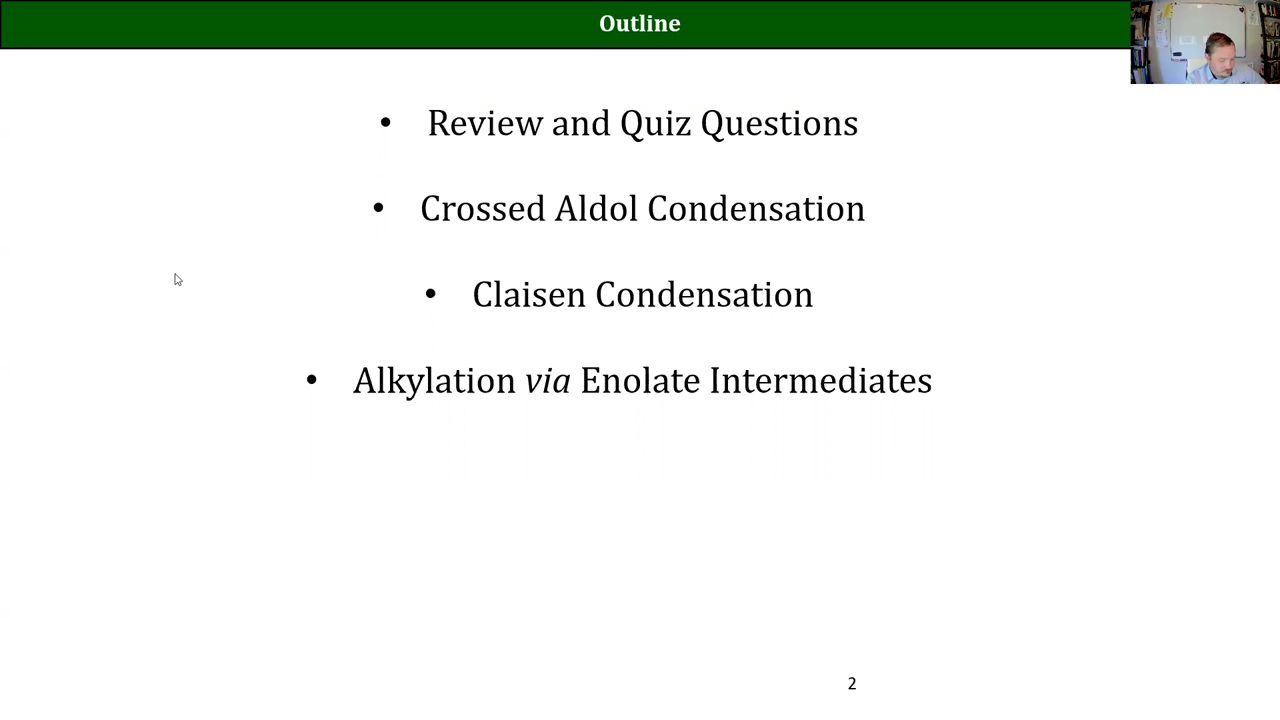 Outline
• Review and Quiz Questions
• Crossed Aldol Condensation
• Claisen Condensation
• Alkylation via Enolate Intermediates
2